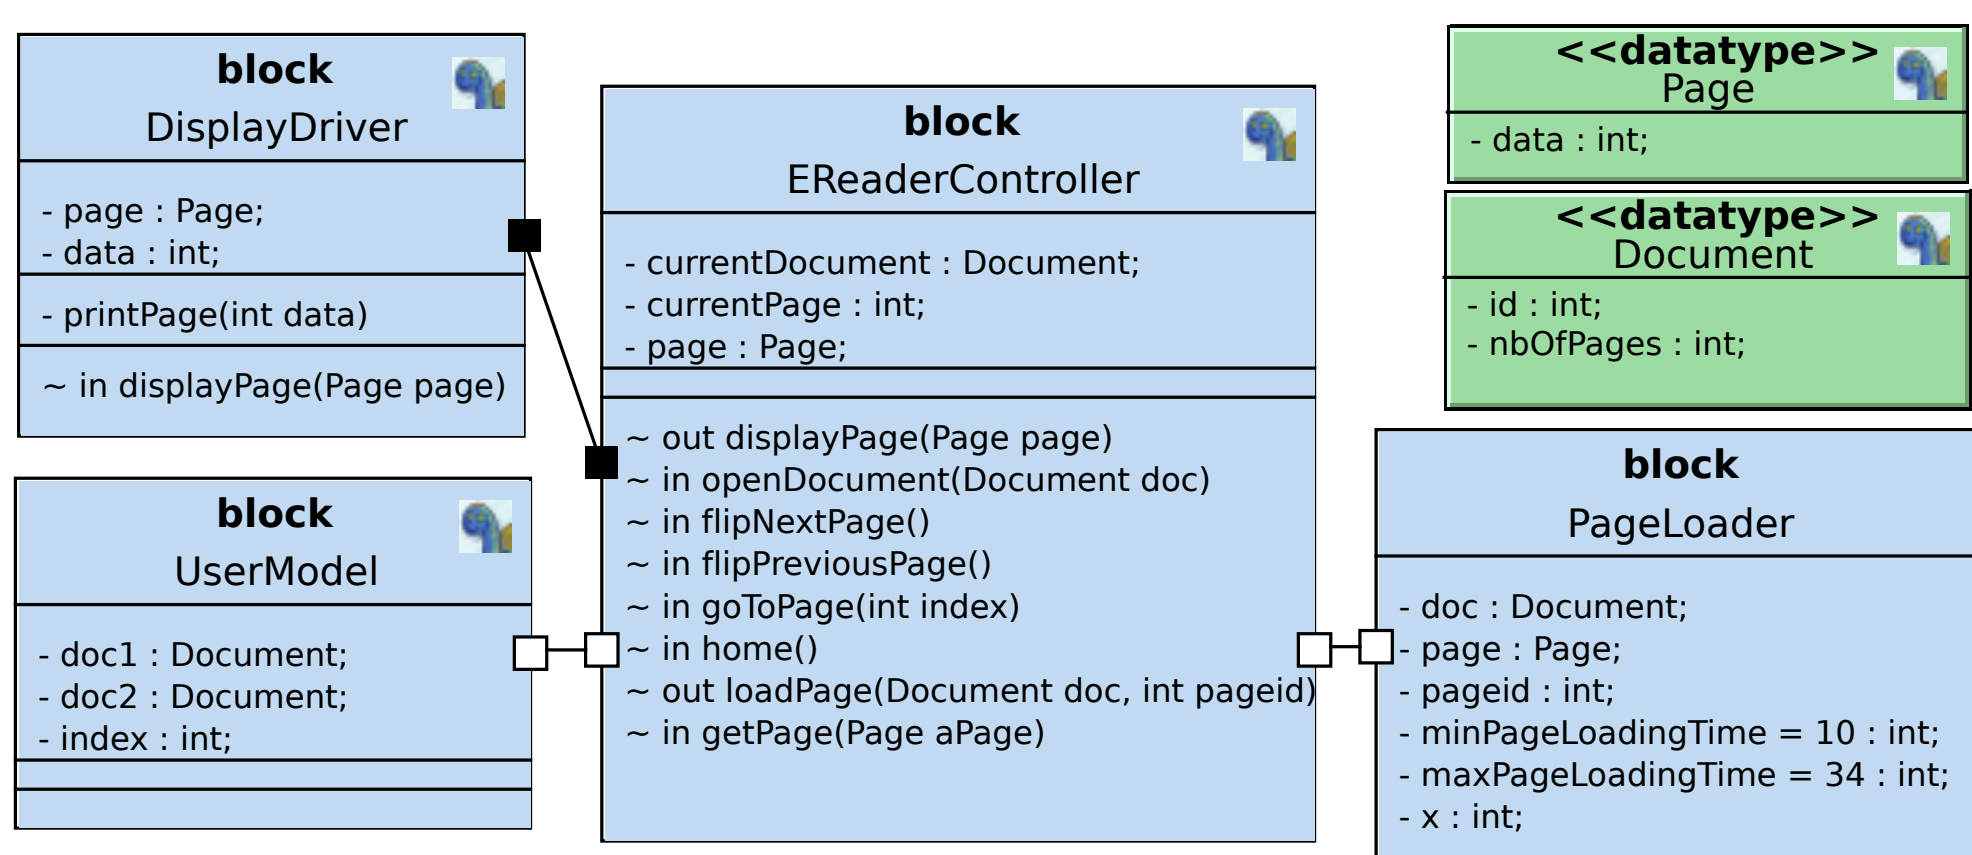 block
DisplayDriver
- page : Page;
- data : int;
- printPage(int data)
~ in displayPage(Page page)
block
UserModel
- doc1 : Document;
- doc2 : Document;
- index : int;
block
EReaderController
- currentDocument : Document;
- currentPage : int;
- page : Page;
~ out displayPage(Page page)
~ in openDocument(Document doc)
~ in flipNextPage()
~ in flipPreviousPage()
~ in goToPage(int index)
~ in home()
~ out loadPage(Document doc, int pageid)
~ in getPage(Page aPage)
<<datatype>>
Page
- data : int;
<<datatype>>
Document
- id : int;
- nbOfPages : int;
block
PageLoader
- doc : Document;
- page : Page;
- pageid : int;
- minPageLoadingTime = 10 : int;
- maxPageLoadingTime = 34 : int;
- x : int;